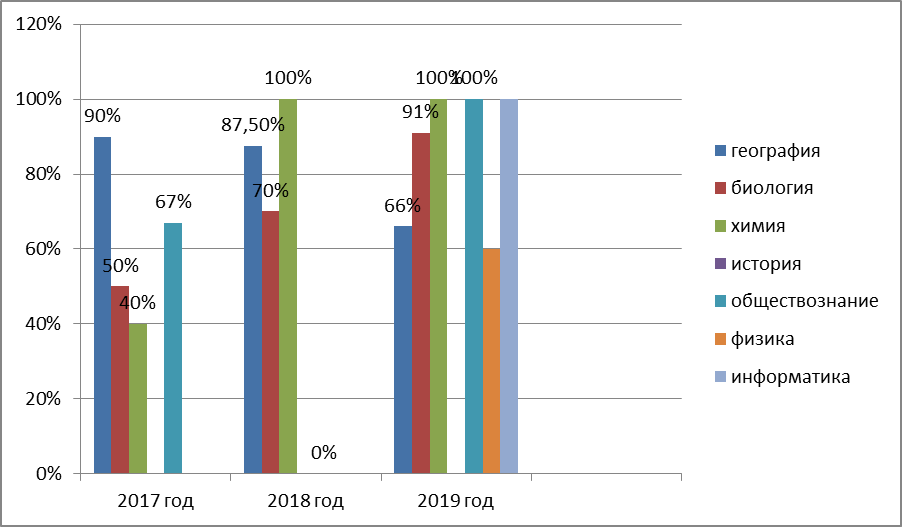 120%
100%
80%
60%
40%
20%
0%
90%
50%
40%
67%
87,50%
70%
100%
0%
66%
91%
100%
100%
2017 год
2018 год
2019 год
география
биология
химия
история
обществознание
физика
информатика